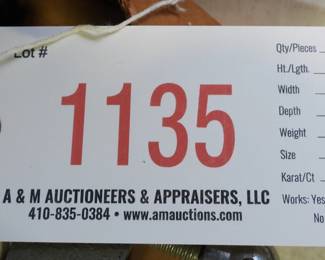 Lot #
1135
A & M AUCTIONEERS & APPRAISERS, LLC
410-835-0384 • www.amauctions.com
Qty/Pieces
Ht./Lgth.
Width
Depth
Weight
Size
Karat/Ct
Works: Yes
No